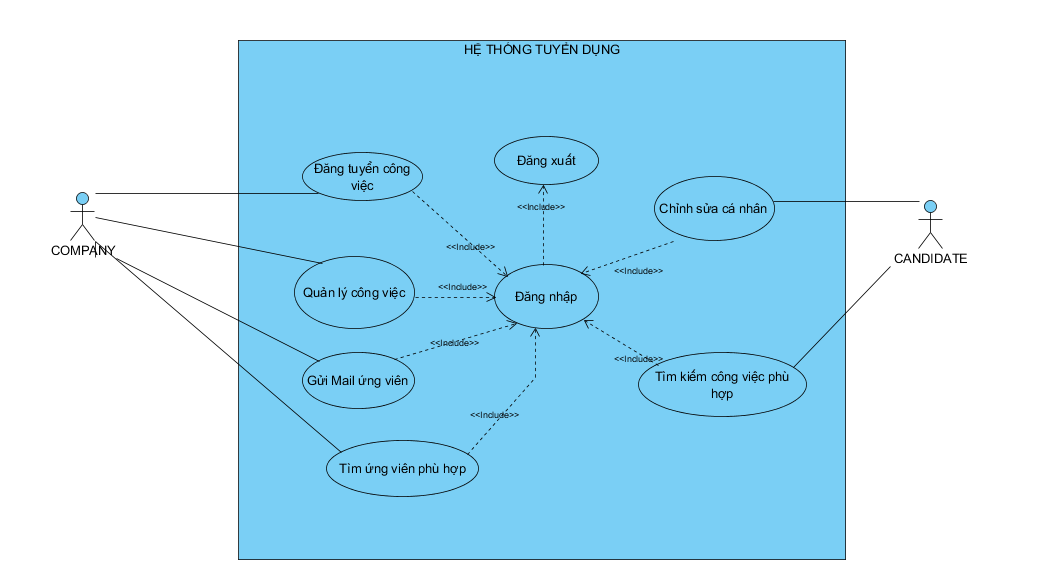 HỆ THỐNG TUYỂN DỤNG
Đăng tuyển công
việc
Đăng xuất
<<Include>>
Chỉnh sửa cá nhân
COMPANY
CANDIDATE
<<Include>>
<<Include>>
Quản lý công việc
<<Include>>
Đăng nhập
Gửi Mail ứng viên
<<Include>>
<<Include>>
Tìm kiếm công việc phù
hợp
<<Include>>
Tìm ứng viên phù hợp